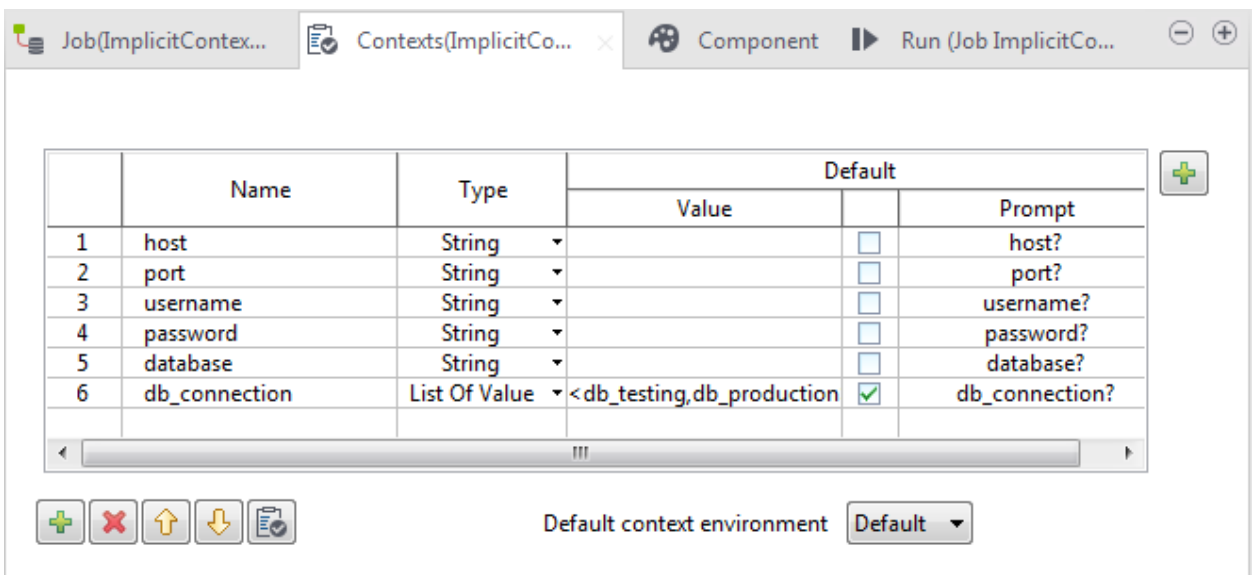 Job(ImplicitContex... Contexts(ImplicitCo... Component Run (Job ImplicitCo...
Default
Name Type
Value Prompt
1 host String host?
2 port String port?
3 username String username?
4 password String password?
5 database String database?
6 db_connection List Of Value <db_testing,db_production db_connection?
Default context environment Default